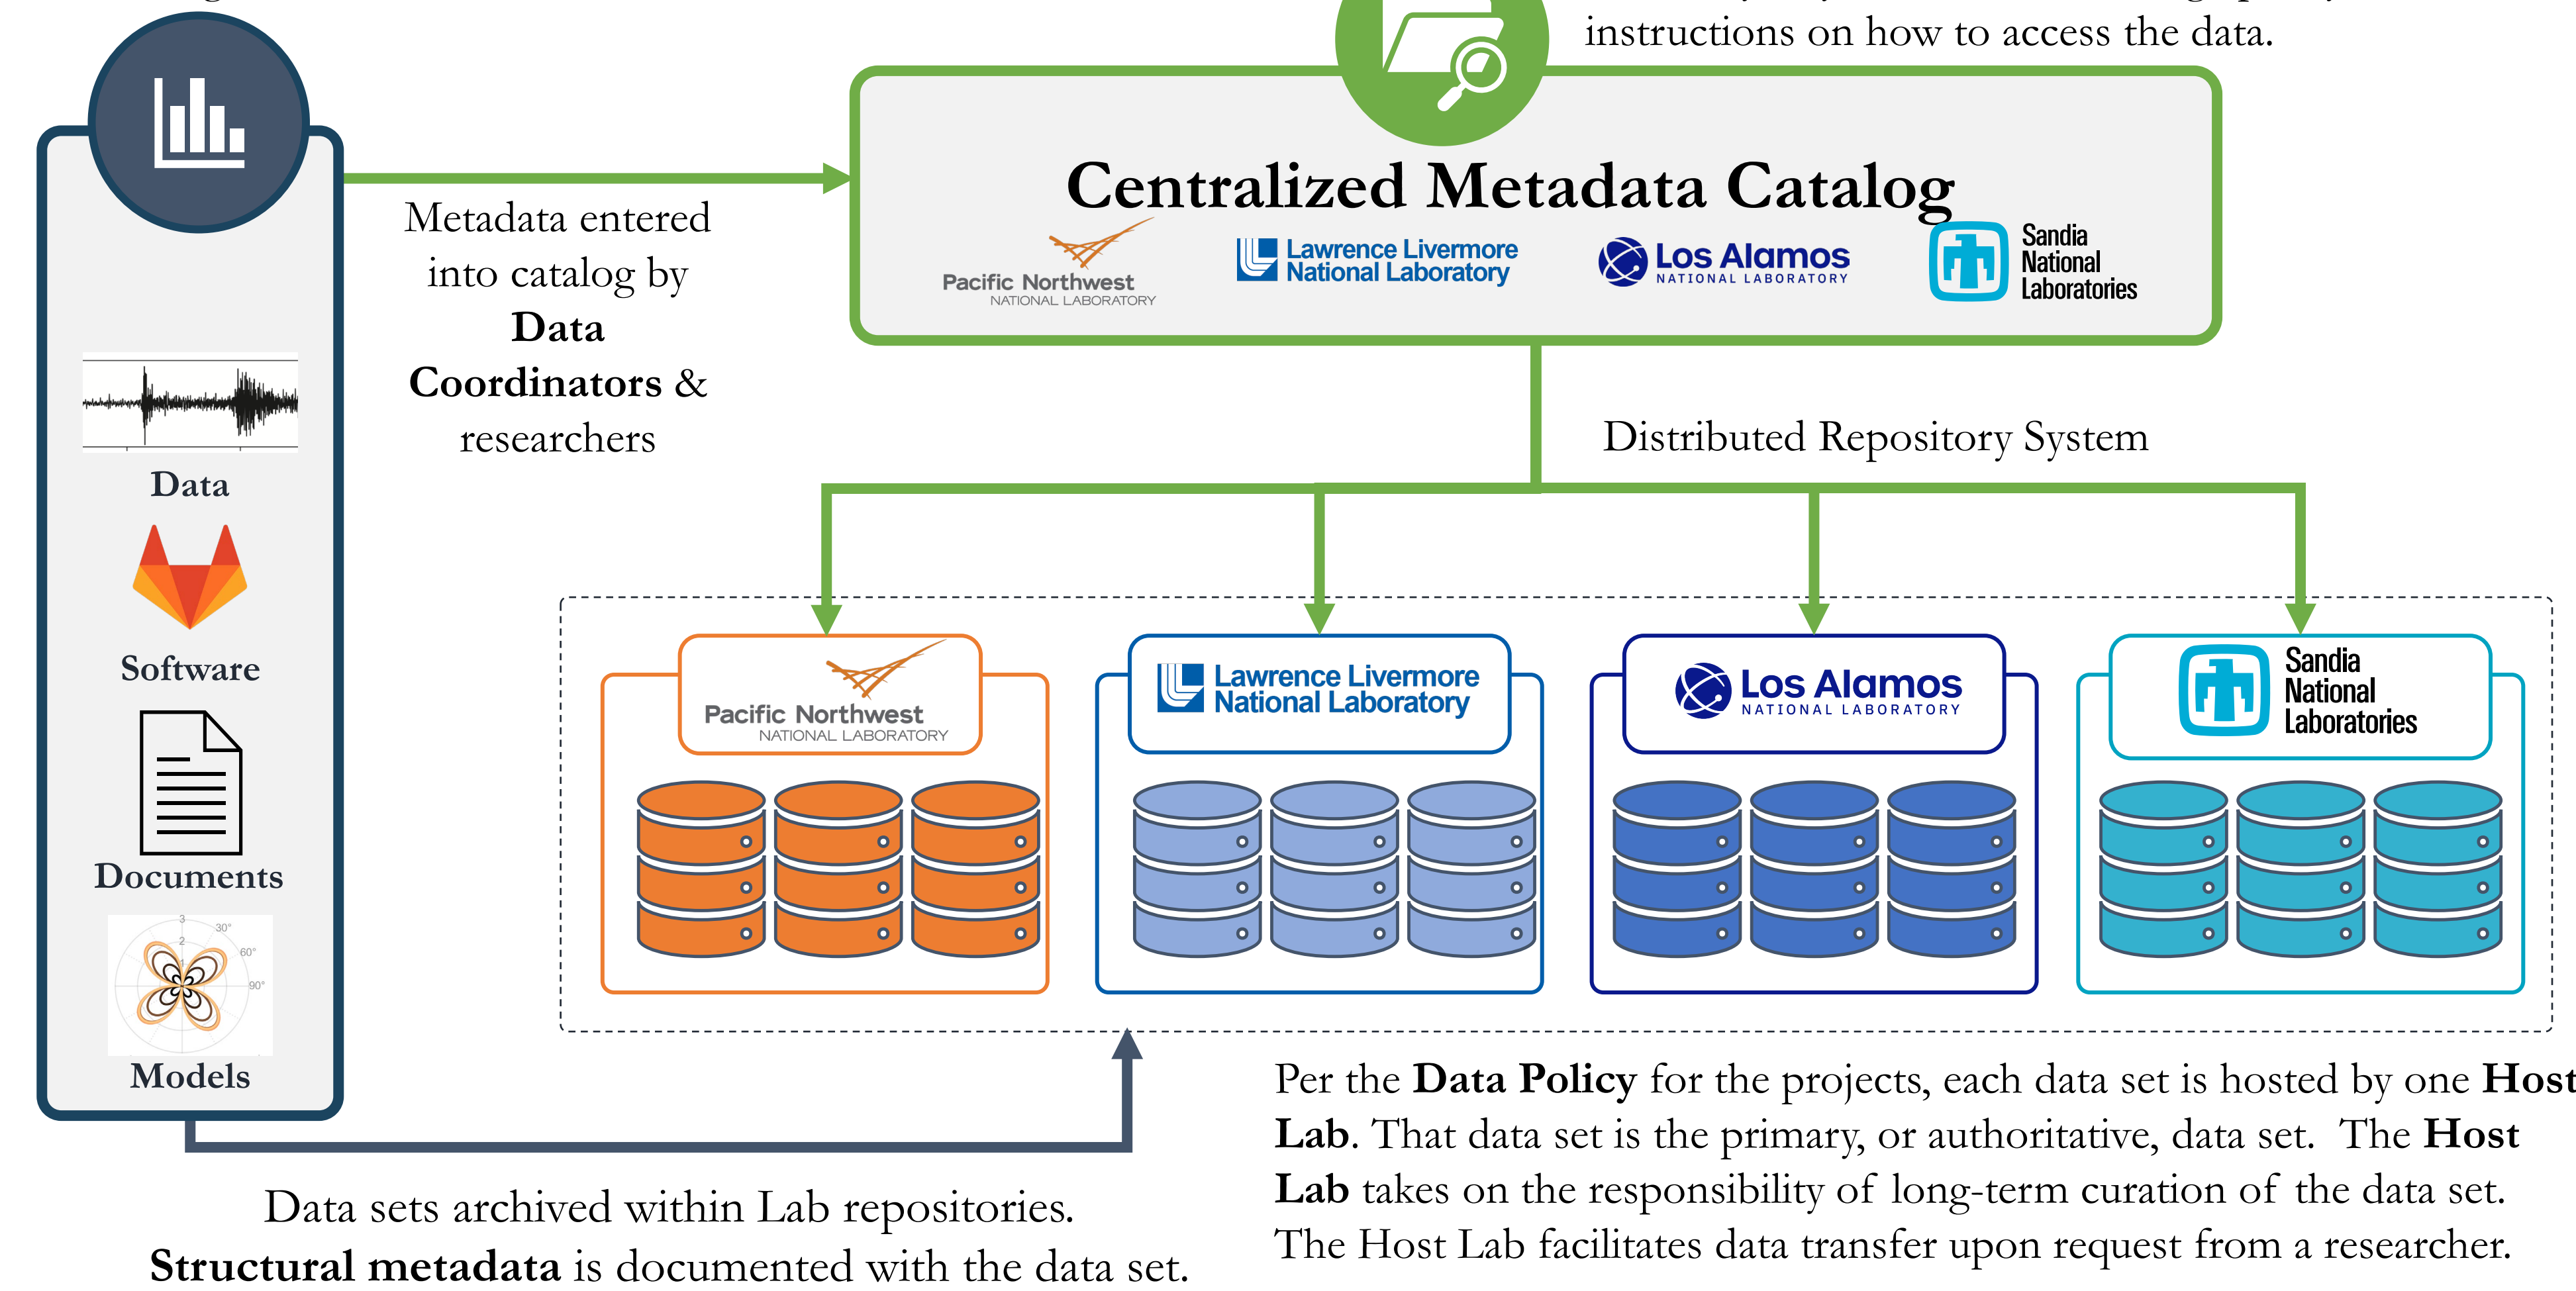 instructions on how to access the data.
Centralized Metadata Catalog
Pacific Northwest
NATIONAL LABORATORY
Lawrence Livermore
National Laboratory
Los Alamos
NATIONAL LABORATORY
Sandia
National
Laboratories
Metadata entered
into catalog by
Data
Coordinators &
researchers
Distributed Repository System
Data
Software
Documents
3
2
1
30°
60°
90°
Models
Pacific Northwest
NATIONAL LABORATORY
Lawrence Livermore
National Laboratory
Los Alamos
NATIONAL LABORATORY
Sandia
National
Laboratories
Data sets archived within Lab repositories.
Structural metadata is documented with the data set.
Per the Data Policy for the projects, each data set is hosted by one Host
Lab. That data set is the primary, or authoritative, data set. The Host
Lab takes on the responsibility of long-term curation of the data set.
The Host Lab facilitates data transfer upon request from a researcher.